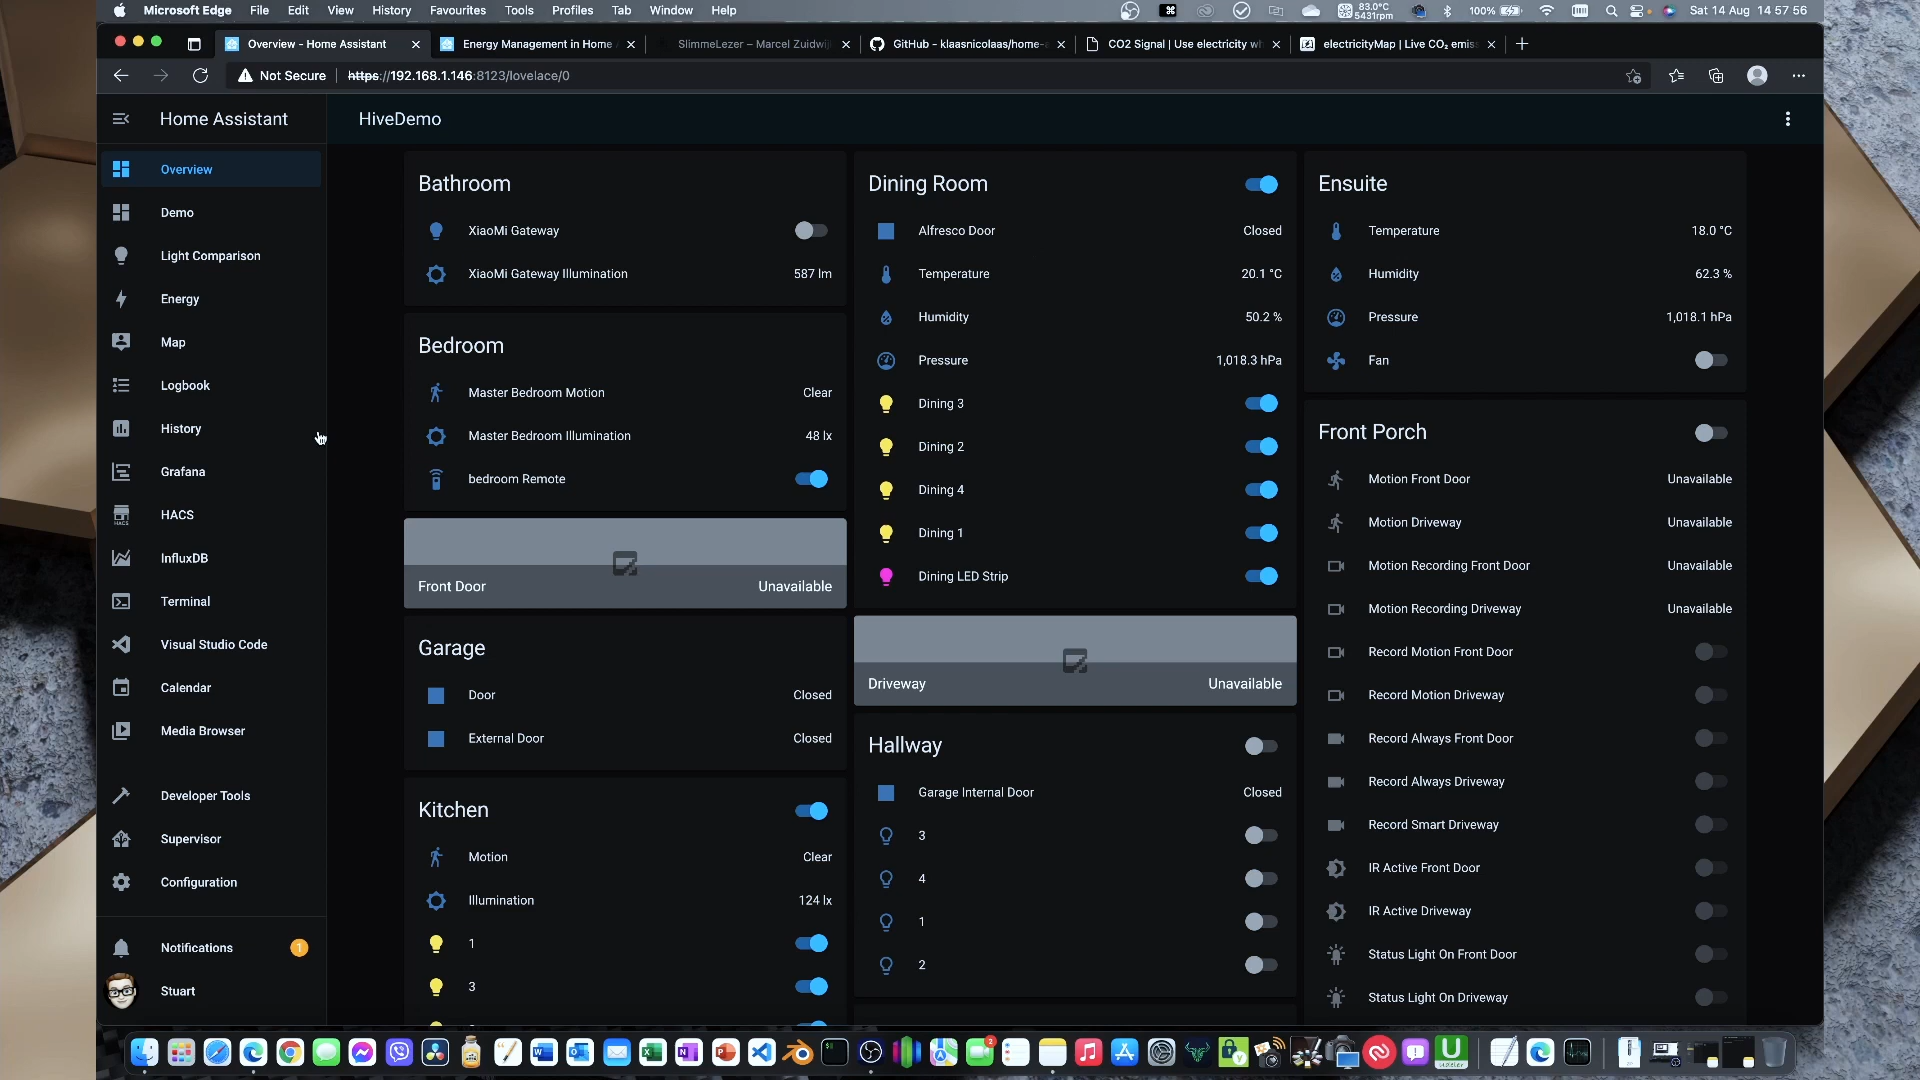 Microsoft Edge File Edit View History Favourites Tools Profiles Tab Window Help
83.0°C
5431rpm
100%
Sat 14 Aug 14 57 56
Overview – Home Assistant
Energy Management in Home
SlimmeLezer – Marcel Zuidwij
GitHub - klaasnicolaas/home-
CO2 Signal | Use electricity wh
electricityMap | Live CO₂ emis
Not Secure https://192.168.1.146:8123/lovelace/0
Home Assistant
HiveDemo
Overview
Demo
Light Comparison
Energy
Map
Logbook
History
Grafana
HACS
HACS
InfluxDB
Terminal
Visual Studio Code
Calendar
Media Browser
Developer Tools
Supervisor
Configuration
Notifications 1
Stuart
Bathroom
XiaoMi Gateway
XiaoMi Gateway Illumination 587 lm
Bedroom
Master Bedroom Motion Clear
Master Bedroom Illumination 48 lx
bedroom Remote
Front Door Unavailable
Garage
Door Closed
External Door Closed
Kitchen
Motion Clear
Illumination 124 lx
1
3
Dining Room
Alfresco Door Closed
Temperature 20.1 °C
Humidity 50.2 %
Pressure 1,018.3 hPa
Dining 3
Dining 2
Dining 4
Dining 1
Dining LED Strip
Driveway Unavailable
Hallway
Garage Internal Door Closed
3
4
1
2
Ensuite
Temperature 18.0 °C
Humidity 62.3 %
Pressure 1,018.1 hPa
Fan
Front Porch
Motion Front Door Unavailable
Motion Driveway Unavailable
Motion Recording Front Door Unavailable
Motion Recording Driveway Unavailable
Record Motion Front Door
Record Motion Driveway
Record Always Front Door
Record Always Driveway
Record Smart Driveway
IR Active Front Door
IR Active Driveway
Status Light On Front Door
Status Light On Driveway
2